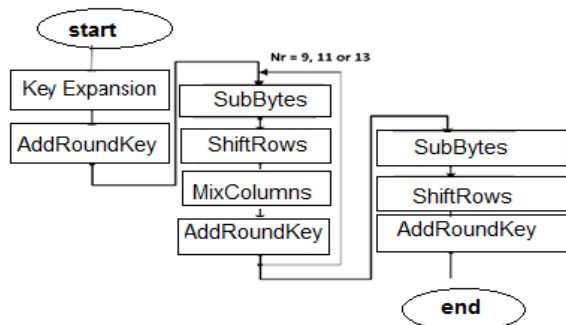 start
Key Expansion
AddRoundKey
Nr = 9, 11 or 13
SubBytes
ShiftRows
MixColumns
AddRoundKey
SubBytes
ShiftRows
AddRoundKey
end